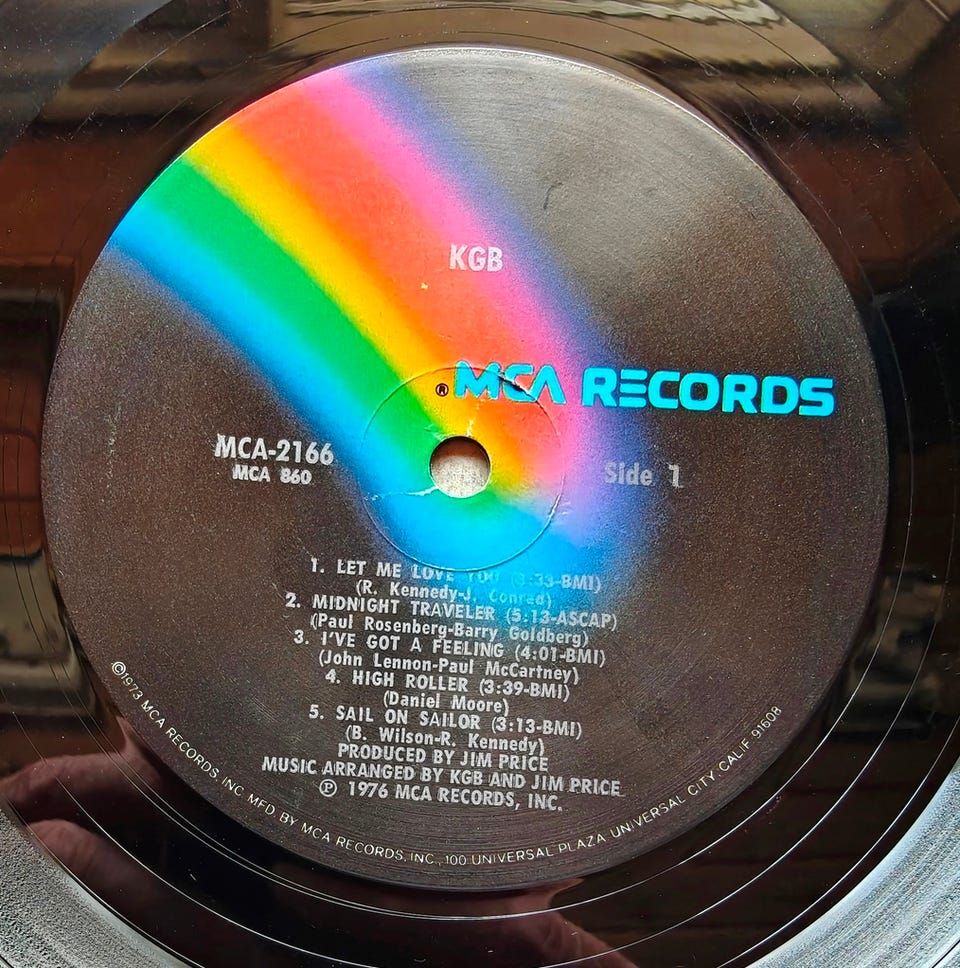 KGB
® MCA RECORDS
MCA-2166
MCA 860
Side 1
1. LET ME LOVE YOU (3:33-BMI)
(R. Kennedy-J. Conrad)
2. MIDNIGHT TRAVELER (5:13-ASCAP)
(Paul Rosenberg-Barry Goldberg)
3. I'VE GOT A FEELING (4:01-BMI)
(John Lennon-Paul McCartney)
4. HIGH ROLLER (3:39-BMI)
(Daniel Moore)
5. SAIL ON SAILOR (3:13-BMI)
(B. Wilson-R. Kennedy)
PRODUCED BY JIM PRICE
MUSIC ARRANGED BY KGB AND JIM PRICE
℗ 1976 MCA RECORDS, INC.
©1973 MCA RECORDS, INC. MFD. BY MCA RECORDS, INC., 100 UNIVERSAL PLAZA UNIVERSAL CITY, CALIF. 91608